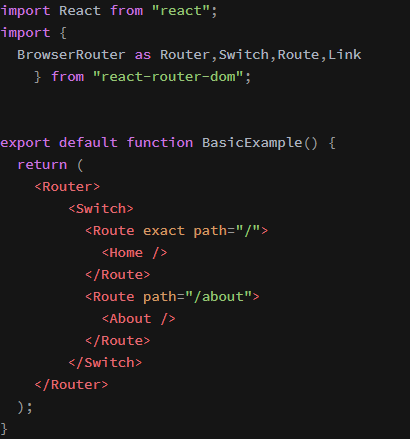 import React from "react";
import {
  BrowserRouter as Router,Switch,Route,Link
    } from "react-router-dom";


export default function BasicExample() {
  return (
    <Router>
        <Switch>
          <Route exact path="/">
            <Home />
          </Route>
          <Route path="/about">
            <About />
          </Route>
        </Switch>
    </Router>
  );
}